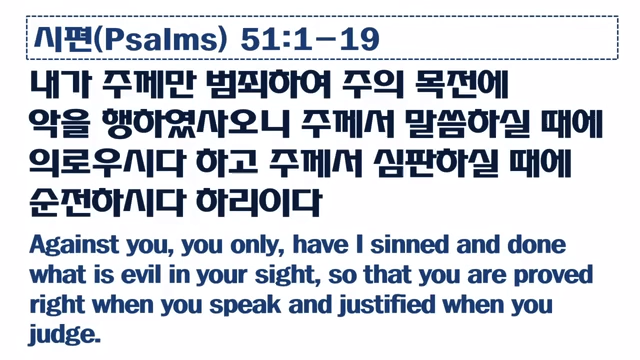 시편(Psalms) 51:1-19
내가 주께만 범죄하여 주의 목전에
악을 행하였사오니 주께서 말씀하실 때에
의로우시다 하고 주께서 심판하실 때에
순전하시다 하리이다
Against you, you only, have I sinned and done
what is evil in your sight, so that you are proved
right when you speak and justified when you
judge.